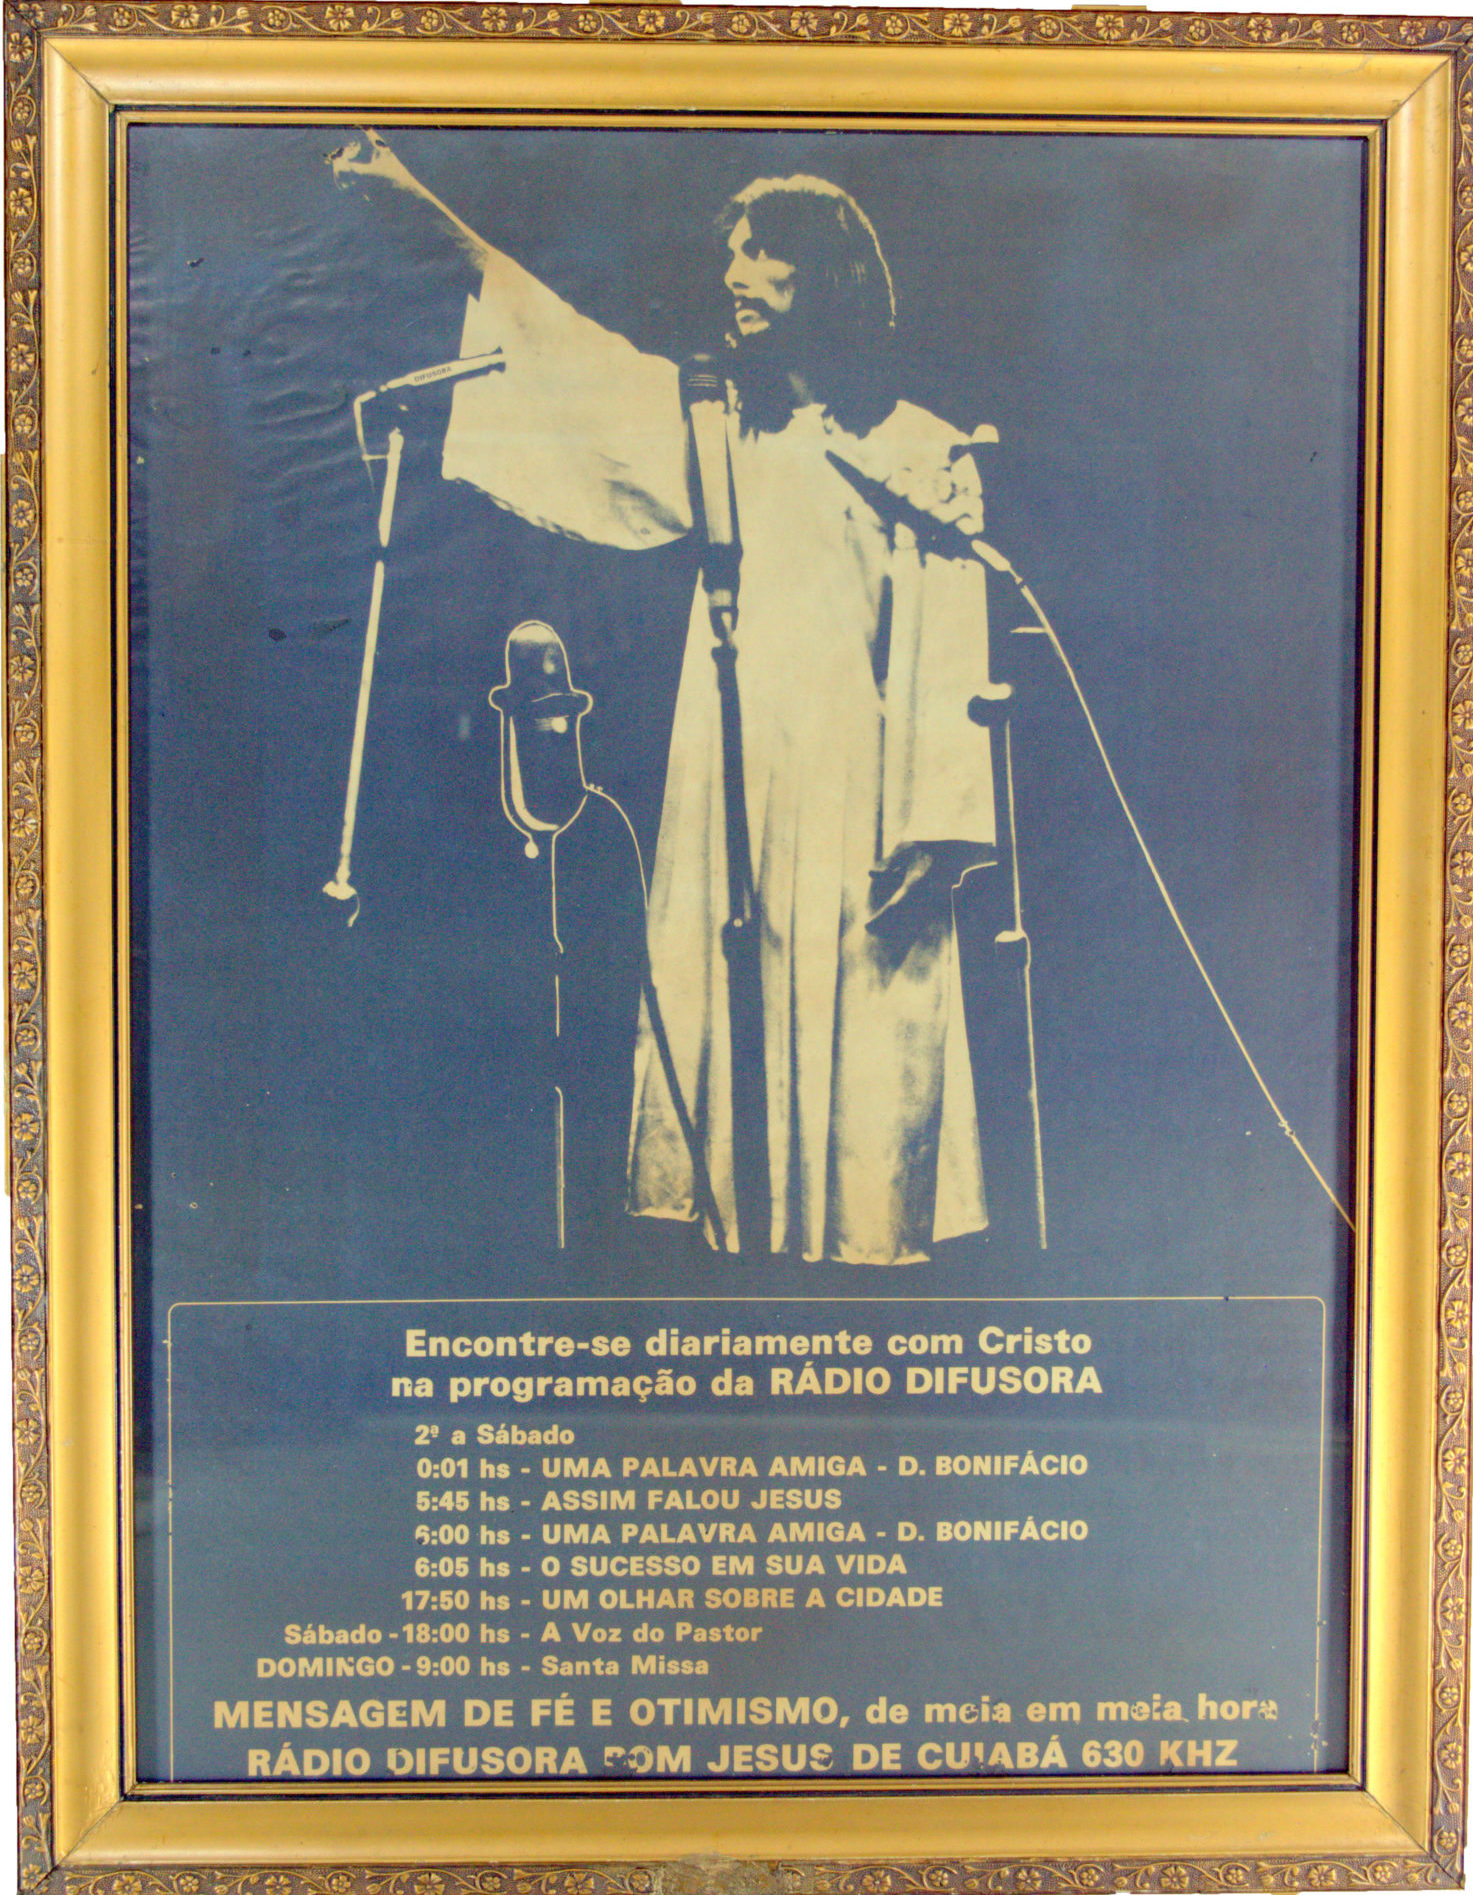 DIFUSORA
Encontre-se diariamente com Cristo
na programação da RÁDIO DIFUSORA
2ª a Sábado
0:01 hs - UMA PALAVRA AMIGA - D. BONIFÁCIO
5:45 hs - ASSIM FALOU JESUS
6:00 hs - UMA PALAVRA AMIGA - D. BONIFÁCIO
6:05 hs - O SUCESSO EM SUA VIDA
17:50 hs - UM OLHAR SOBRE A CIDADE
Sábado - 18:00 hs - A Voz do Pastor
DOMINGO - 9:00 hs - Santa Missa
MENSAGEM DE FÉ E OTIMISMO, de meia em meia hora
RÁDIO DIFUSORA BOM JESUS DE CUIABÁ 630 KHZ